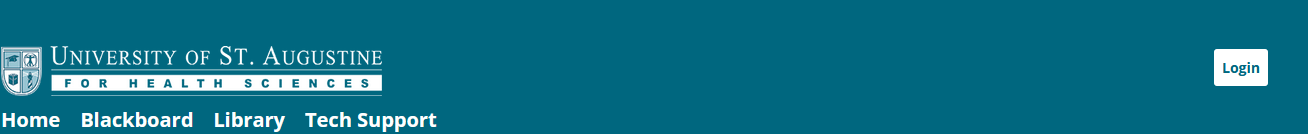 UNIVERSITY OF ST. AUGUSTINE
FOR HEALTH SCIENCES
Login
Home Blackboard Library Tech Support